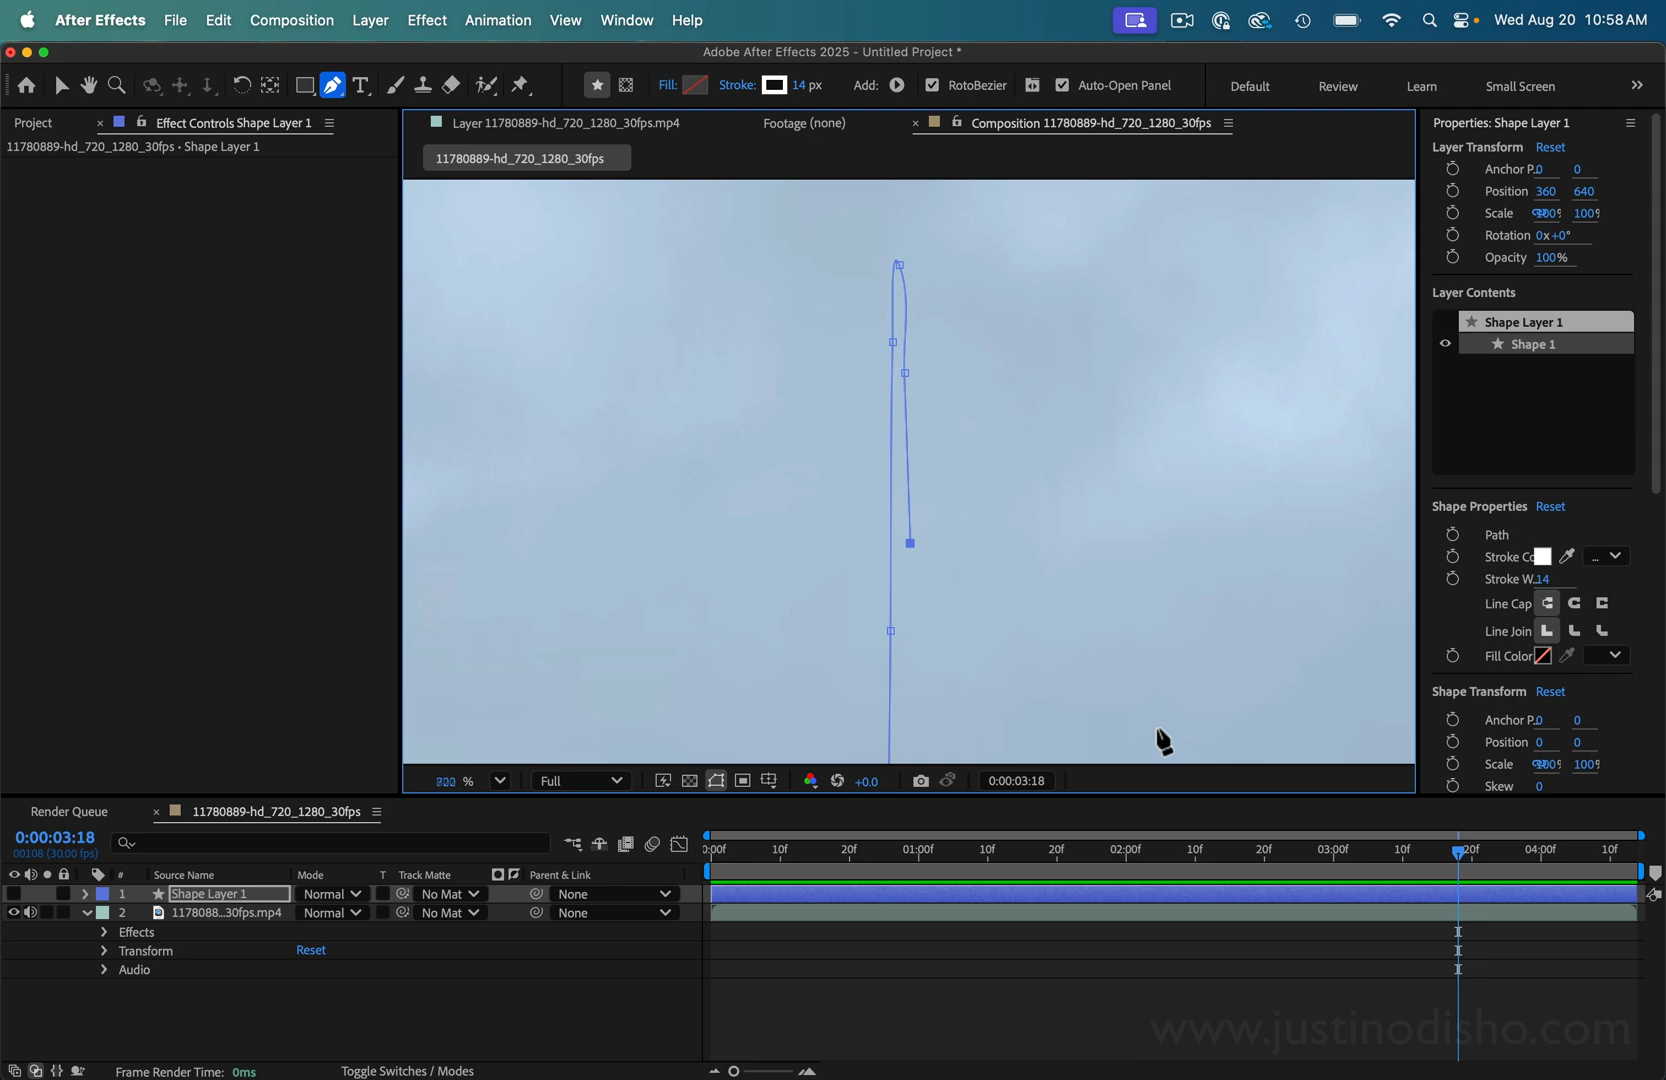 After Effects File Edit Composition Layer Effect Animation View Window Help Wed Aug 20 10:58 AM
Adobe After Effects 2025 - Untitled Project *
Fill: Stroke: 14 px Add: RotoBezier Auto-Open Panel Default Review Learn Small Screen
Project Effect Controls Shape Layer 1
11780889-hd_720_1280_30fps • Shape Layer 1
Layer 11780889-hd_720_1280_30fps.mp4 Footage (none) Composition 11780889-hd_720_1280_30fps
11780889-hd_720_1280_30fps
Properties: Shape Layer 1
Layer Transform Reset
Anchor P. 0 0
Position 360 640
Scale 100% 100%
Rotation 0x+0°
Opacity 100%
Layer Contents
Shape Layer 1
Shape 1
Shape Properties Reset
Path
Stroke Co ...
Stroke W. 14
Line Cap
Line Join
Fill Color
Shape Transform Reset
Anchor P. 0 0
Position 0 0
Scale 100% 100%
Skew 0
% Full +0.0 0:00:03:18
Render Queue 11780889-hd_720_1280_30fps
0:00:03:18
00108 (30.00 fps)
0:00f 10f 20f 01:00f 10f 20f 02:00f 10f 20f 03:00f 10f 20f 04:00f 10f
# Source Name Mode T Track Matte Parent & Link
1 Shape Layer 1 Normal No Mat None
2 1178088...30fps.mp4 Normal No Mat None
Effects
Transform Reset
Audio
www.justinodisho.com
Frame Render Time: 0ms Toggle Switches / Modes